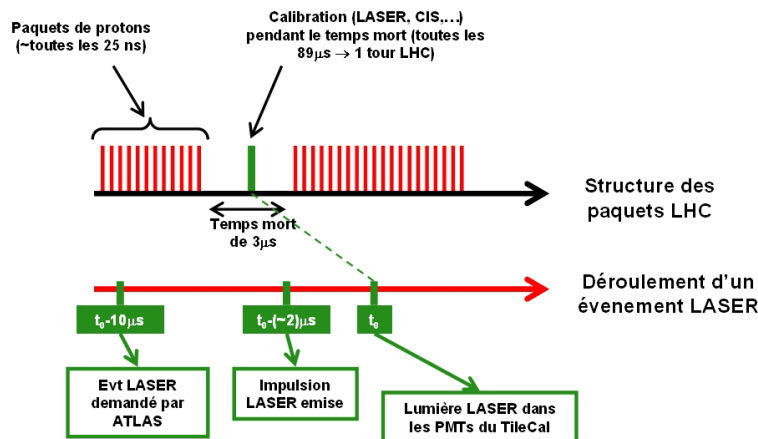 Paquets de protons
(~toutes les 25 ns)
Calibration (LASER, CIS,...)
pendant le temps mort (toutes les
89μs → 1 tour LHC)
Structure des
paquets LHC
Temps mort
de 3μs
Déroulement d'un
évenement LASER
t₀-10μs
t₀-(~2)μs
t₀
Evt LASER
demandé par
ATLAS
Impulsion
LASER emise
Lumière LASER dans
les PMTs du TileCal